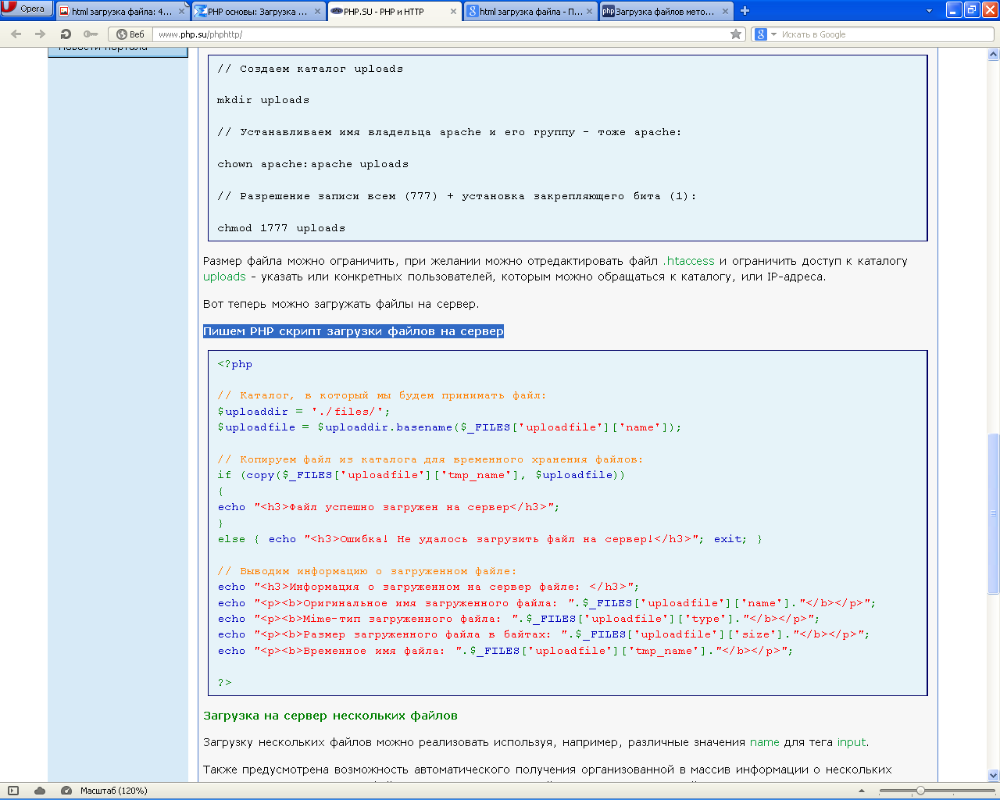 Opera
html загрузка файла: 4...
PHP основы: Загрузка ...
PHP.SU - PHP и HTTP
html загрузка файла - П...
Загрузка файлов мето...
Веб
www.php.su/phphttp/
Искать в Google
Новости портала
// Создаем каталог uploads
mkdir uploads
// Устанавливаем имя владельца apache и его группу - тоже apache:
chown apache:apache uploads
// Разрешение записи всем (777) + установка закрепляющего бита (1):
chmod 1777 uploads
Размер файла можно ограничить, при желании можно отредактировать файл .htaccess и ограничить доступ к каталогу
uploads - указать или конкретных пользователей, которым можно обращаться к каталогу, или IP-адреса.
Вот теперь можно загружать файлы на сервер.
Пишем PHP скрипт загрузки файлов на сервер
<?php
// Каталог, в который мы будем принимать файл:
$uploaddir = './files/';
$uploadfile = $uploaddir.basename($_FILES['uploadfile']['name']);
// Копируем файл из каталога для временного хранения файлов:
if (copy($_FILES['uploadfile']['tmp_name'], $uploadfile))
{
echo "<h3>Файл успешно загружен на сервер</h3>";
}
else { echo "<h3>Ошибка! Не удалось загрузить файл на сервер!</h3>"; exit; }
// Выводим информацию о загруженном файле:
echo "<h3>Информация о загруженном на сервер файле: </h3>";
echo "<p><b>Оригинальное имя загруженного файла: ".$_FILES['uploadfile']['name']."</b></p>";
echo "<p><b>Mime-тип загруженного файла: ".$_FILES['uploadfile']['type']."</b></p>";
echo "<p><b>Размер загруженного файла в байтах: ".$_FILES['uploadfile']['size']."</b></p>";
echo "<p><b>Временное имя файла: ".$_FILES['uploadfile']['tmp_name']."</b></p>";
?>
Загрузка на сервер нескольких файлов
Загрузку нескольких файлов можно реализовать используя, например, различные значения name для тега input.
Также предусмотрена возможность автоматического получения организованной в массив информации о нескольких
Масштаб (120%)